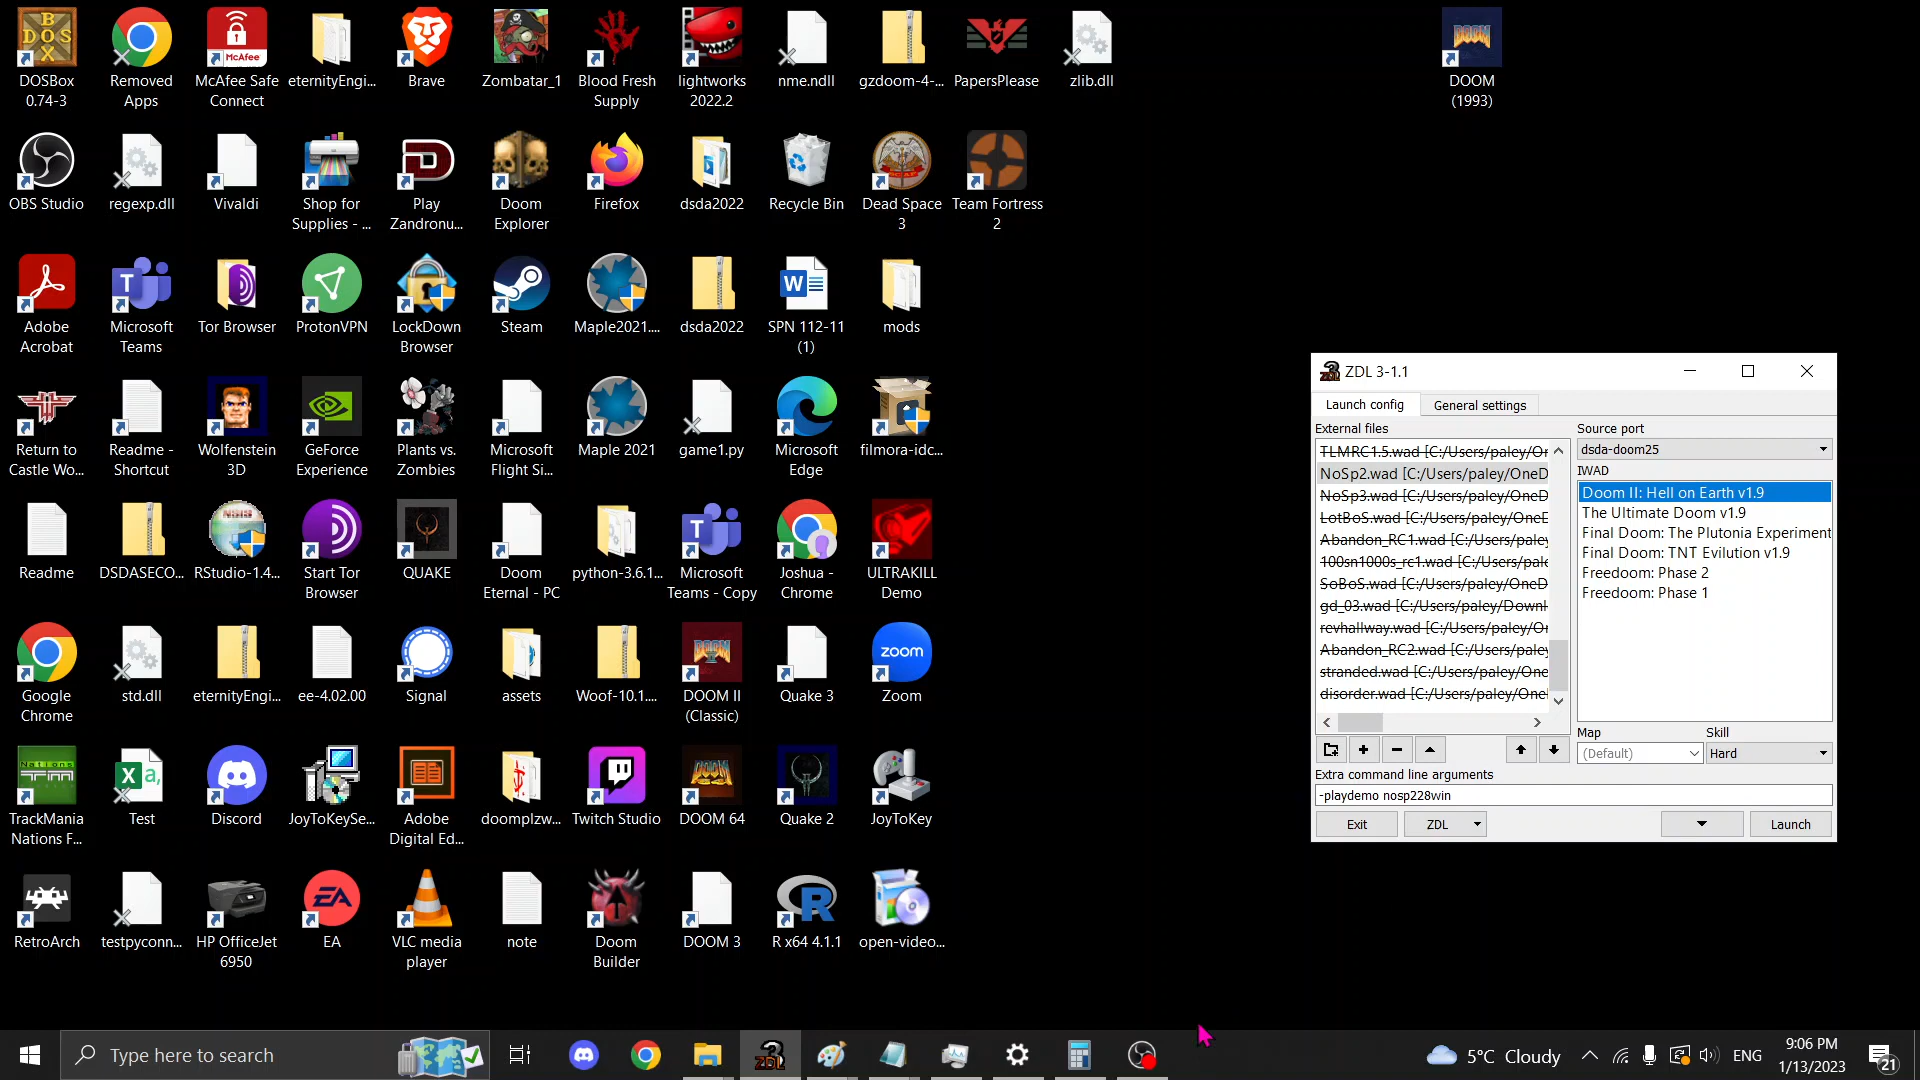 DOSBox
0.74-3
Removed
Apps
McAfee
McAfee Safe
Connect
eternityEngi...
Brave
Zombatar_1
Blood Fresh
Supply
lightworks
2022.2
nme.ndll
gzdoom-4-...
PapersPlease
zlib.dll
DOOM
DOOM
(1993)
OBS Studio
regexp.dll
Vivaldi
Shop for
Supplies - ...
Play
Zandronu...
Doom
Explorer
Firefox
dsda2022
Recycle Bin
Dead Space
3
Team Fortress
2
Adobe
Acrobat
Microsoft
Teams
Tor Browser
ProtonVPN
LockDown
Browser
Steam
Maple2021....
dsda2022
SPN 112-11
(1)
mods
Return to
Castle Wo...
Readme -
Shortcut
Wolfenstein
3D
GeForce
Experience
Plants vs.
Zombies
Microsoft
Flight Si...
Maple 2021
game1.py
Microsoft
Edge
filmora-idc...
Readme
DSDASECO...
RStudio-1.4...
Start Tor
Browser
QUAKE
Doom
Eternal - PC
python-3.6.1...
Microsoft
Teams - Copy
Joshua -
Chrome
ULTRAKILL
Demo
Google
Chrome
std.dll
eternityEngi...
ee-4.02.00
Signal
assets
Woof-10.1....
DOOM II
(Classic)
Quake 3
zoom
Zoom
TrackMania
Nations F...
Test
Discord
JoyToKeySe...
Adobe
Digital Ed...
doomplzw...
Twitch Studio
DOOM 64
Quake 2
JoyToKey
RetroArch
testpyconn...
HP OfficeJet
6950
EA
EA
VLC media
player
note
Doom
Builder
DOOM 3
R x64 4.1.1
open-video...
ZDL 3-1.1
Launch config
General settings
External files
TLMRC1.5.wad [C:/Users/paley/Or
NoSp2.wad [C:/Users/paley/OneD
NoSp3.wad [C:/Users/paley/OneD
LotBoS.wad [C:/Users/paley/OneD
Abandon_RC1.wad [C:/Users/paley
100sn1000s_rc1.wad [C:/Users/pale
SoBoS.wad [C:/Users/paley/OneD
gd_03.wad [C:/Users/paley/Downl
revhallway.wad [C:/Users/paley/Or
Abandon_RC2.wad [C:/Users/paley
stranded.wad [C:/Users/paley/One
disorder.wad [C:/Users/paley/One
Source port
dsda-doom25
IWAD
Doom II: Hell on Earth v1.9
The Ultimate Doom v1.9
Final Doom: The Plutonia Experiment
Final Doom: TNT Evilution v1.9
Freedoom: Phase 2
Freedoom: Phase 1
Map
Skill
(Default)
Hard
Extra command line arguments
-playdemo nosp228win
Exit
ZDL
Launch
Type here to search
5°C Cloudy
ENG
9:06 PM
1/13/2023
21